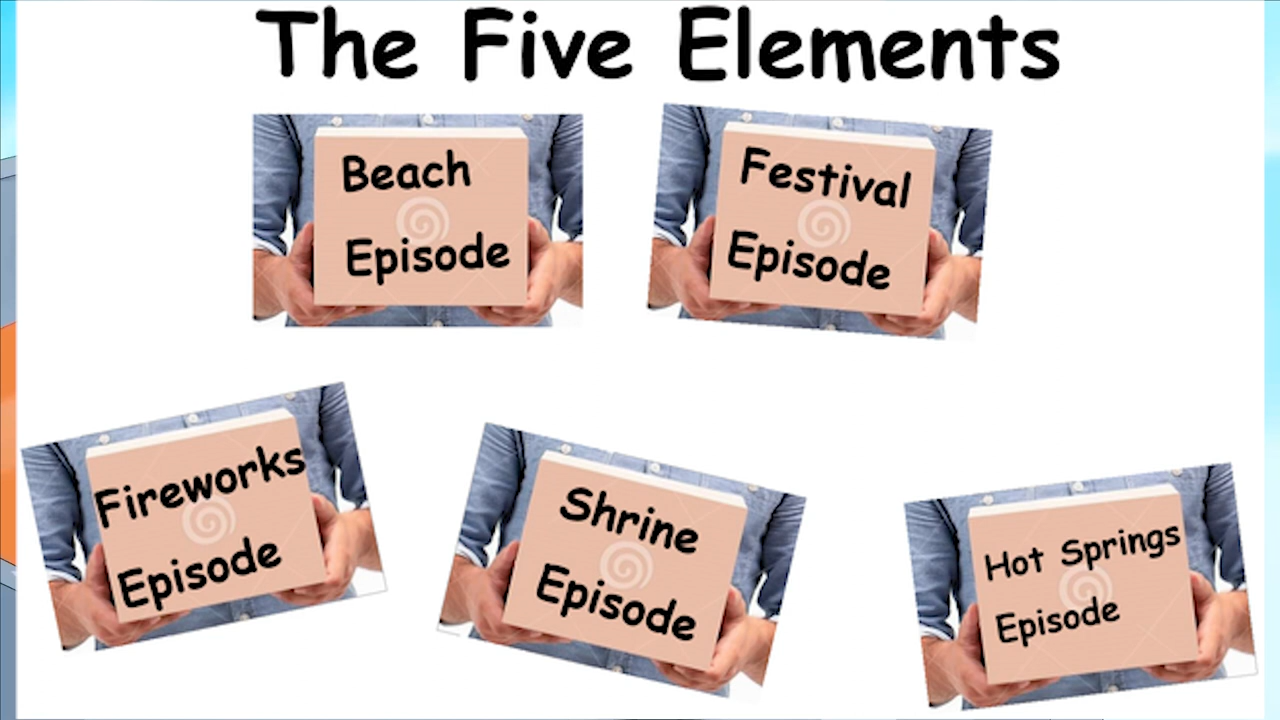 The Five Elements
Beach
Episode
Festival
Episode
Fireworks
Episode
Shrine
Episode
Hot Springs
Episode